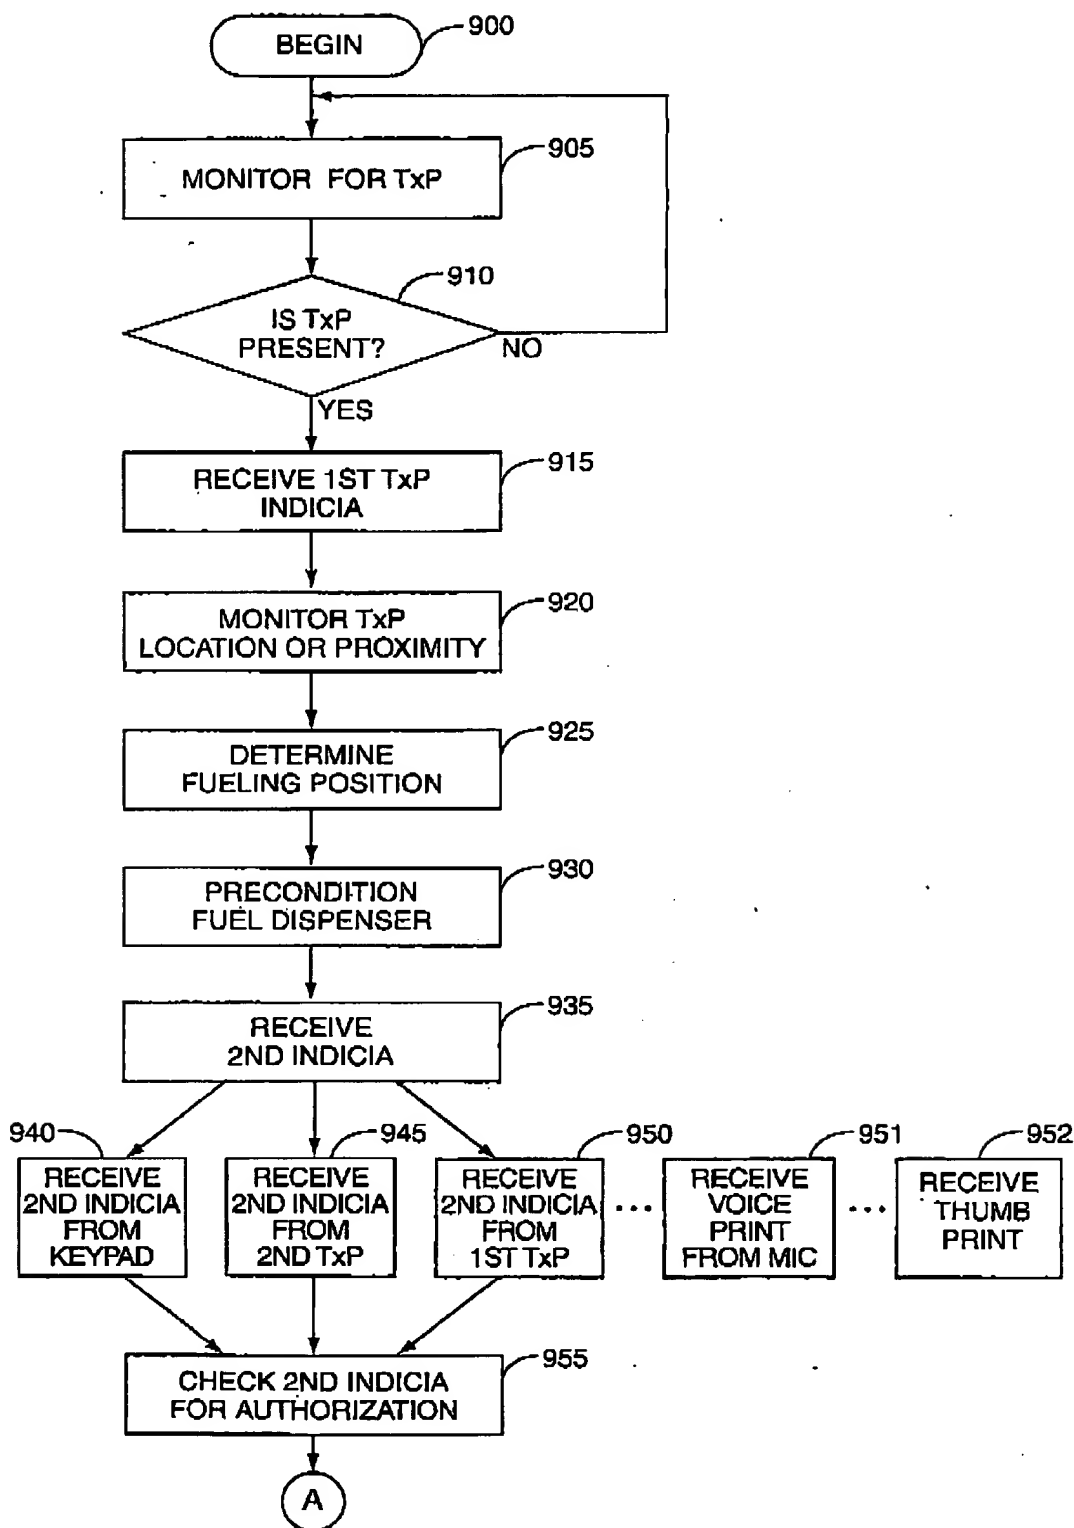 BEGIN
900
MONITOR FOR TxP
905
910
IS TxP
PRESENT?
NO
YES
RECEIVE 1ST TxP
INDICIA
915
MONITOR TxP
LOCATION OR PROXIMITY
920
DETERMINE
FUELING POSITION
925
PRECONDITION
FUEL DISPENSER
930
RECEIVE
2ND INDICIA
935
940
RECEIVE
2ND INDICIA
FROM
KEYPAD
945
RECEIVE
2ND INDICIA
FROM
2ND TxP
950
RECEIVE
2ND INDICIA
FROM
1ST TxP
...
951
RECEIVE
VOICE
PRINT
FROM MIC
...
952
RECEIVE
THUMB
PRINT
CHECK 2ND INDICIA
FOR AUTHORIZATION
955
A